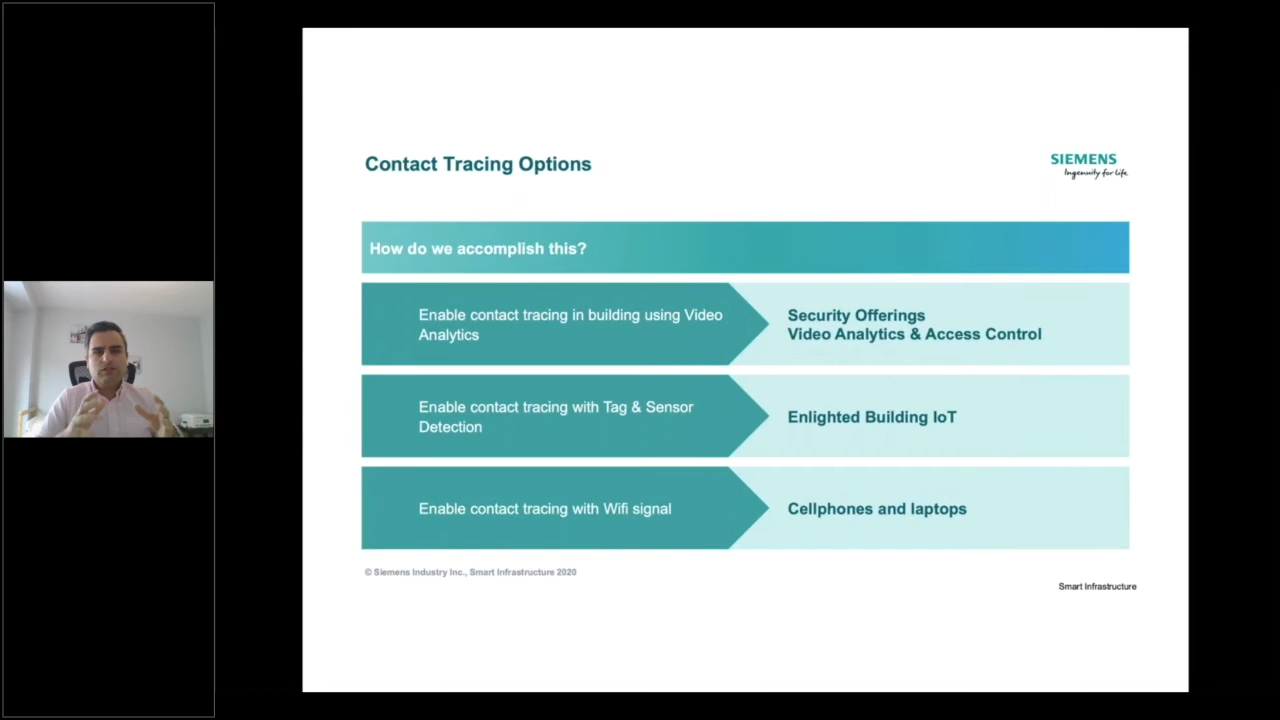 Contact Tracing Options
SIEMENS
Ingenuity for life
How do we accomplish this?
Enable contact tracing in building using Video
Analytics
Security Offerings
Video Analytics & Access Control
Enable contact tracing with Tag & Sensor
Detection
Enlighted Building IoT
Enable contact tracing with Wifi signal
Cellphones and laptops
© Siemens Industry Inc., Smart Infrastructure 2020
Smart Infrastructure